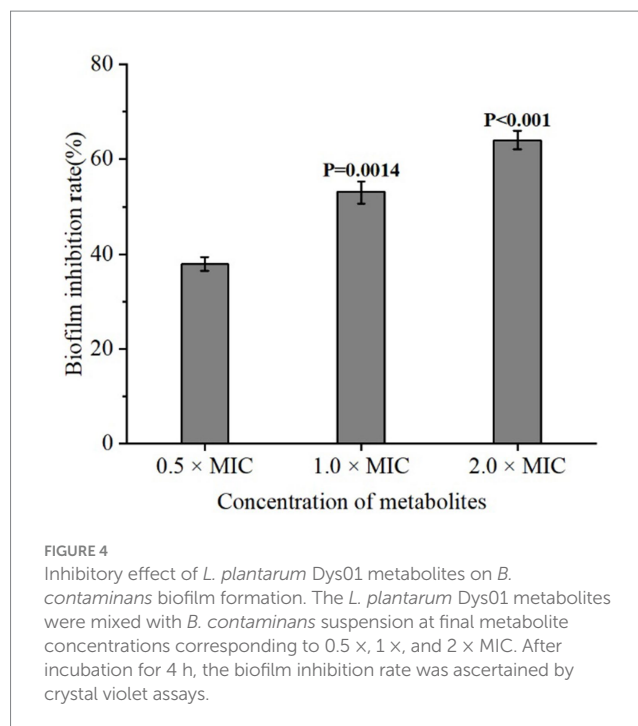 80
60
40
20
0
Biofilm inhibition rate(%)
P=0.0014
P<0.001
0.5 × MIC
1.0 × MIC
2.0 × MIC
Concentration of metabolites
FIGURE 4
Inhibitory effect of L. plantarum Dys01 metabolites on B.
contaminans biofilm formation. The L. plantarum Dys01 metabolites
were mixed with B. contaminans suspension at final metabolite
concentrations corresponding to 0.5 ×, 1 ×, and 2 × MIC. After
incubation for 4 h, the biofilm inhibition rate was ascertained by
crystal violet assays.